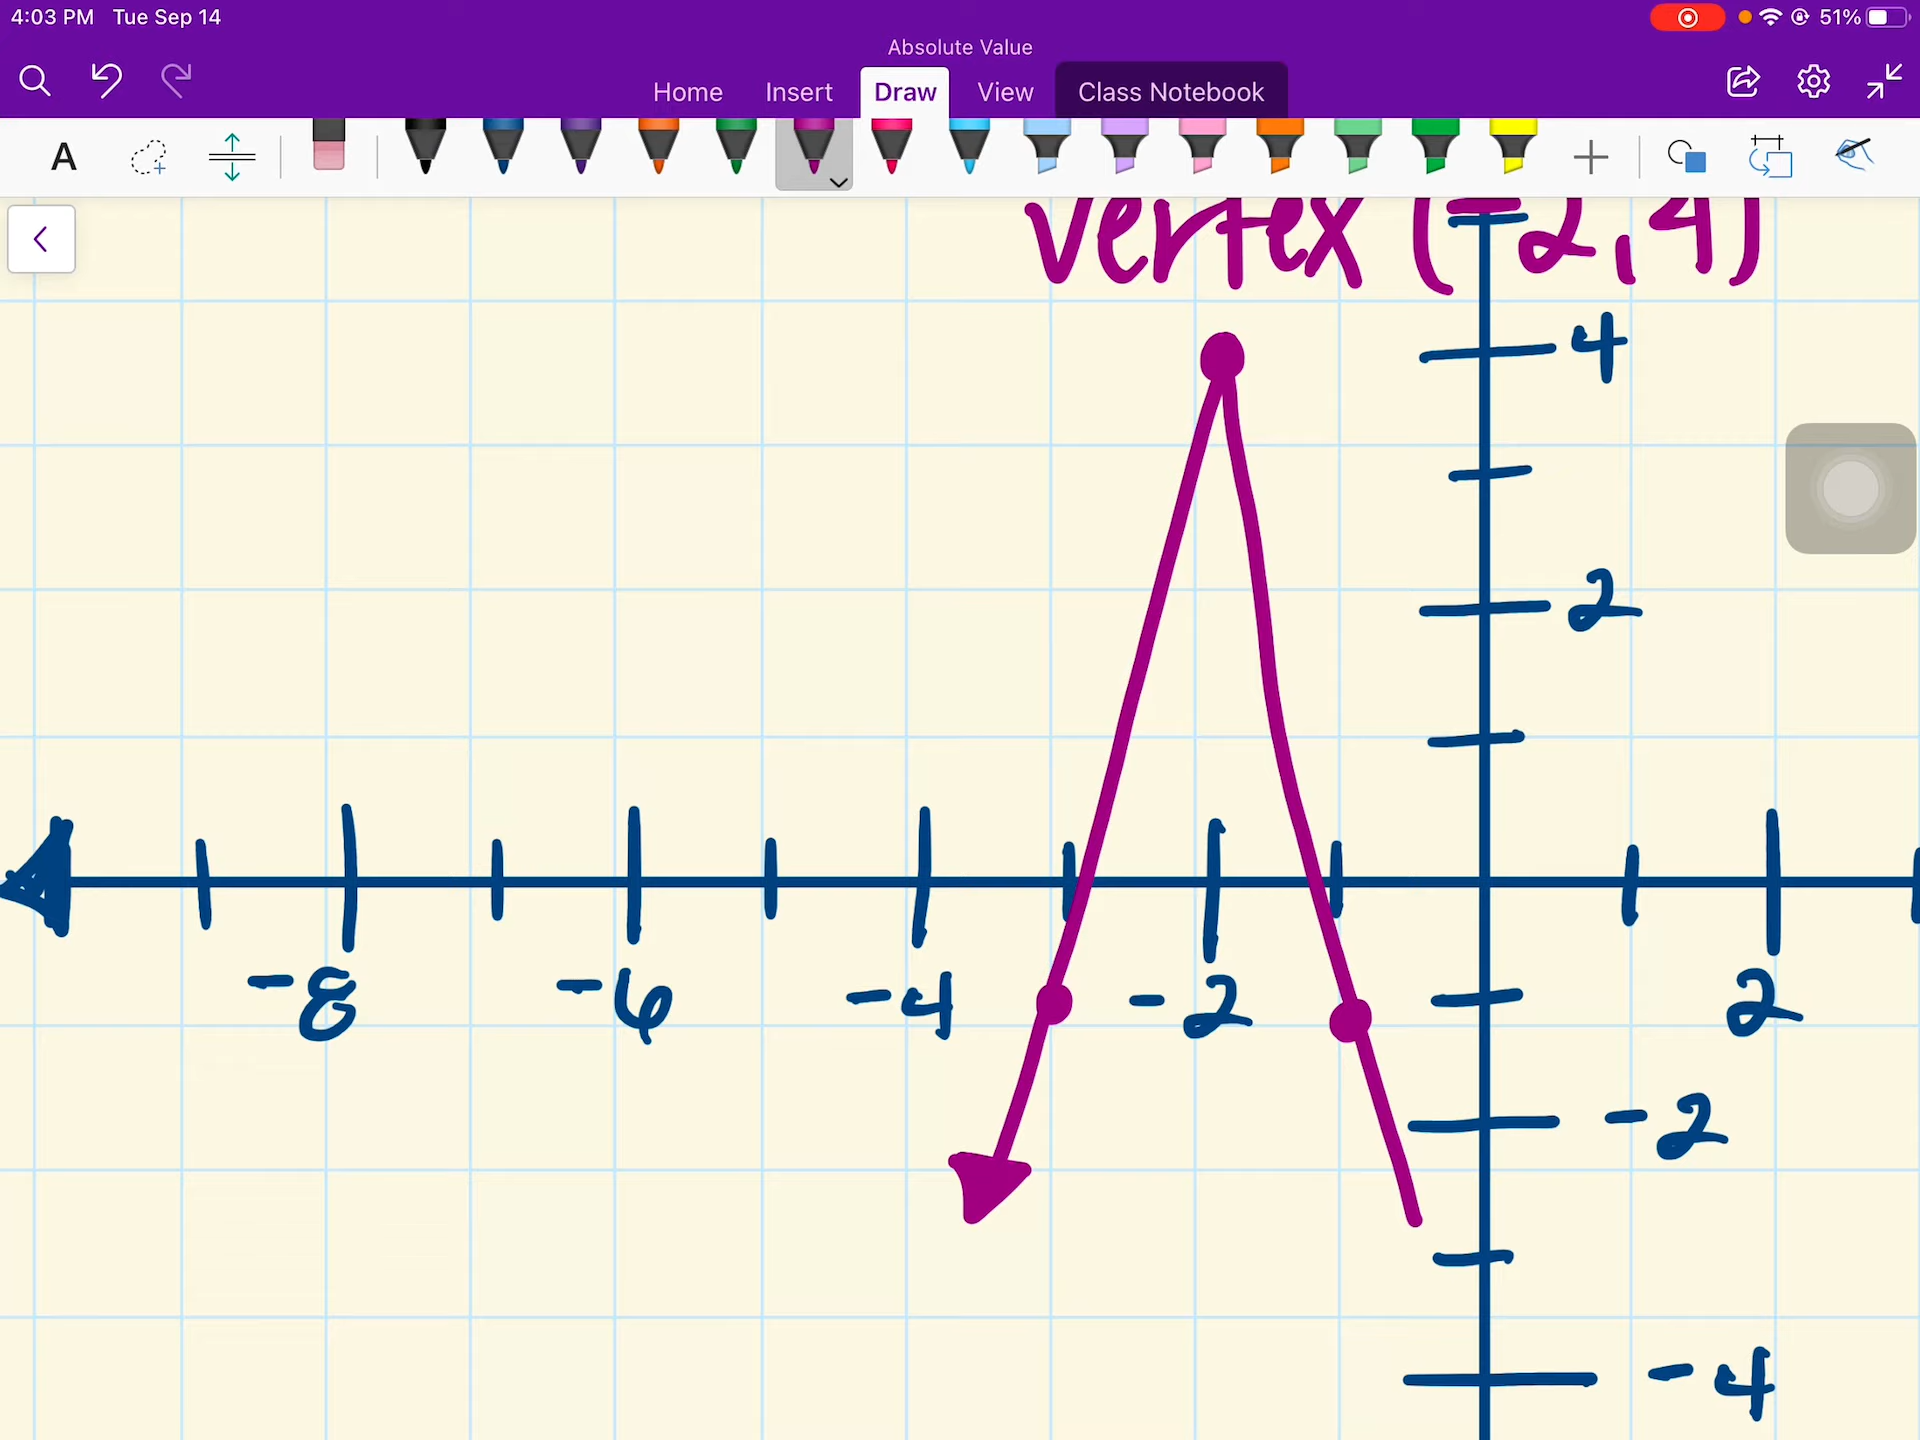 4:03 PM Tue Sep 14
51%
Absolute Value
Home Insert Draw View Class Notebook
A
vertex (-2,4)
4
2
-8 -6 -4 -2 2
-2
-4